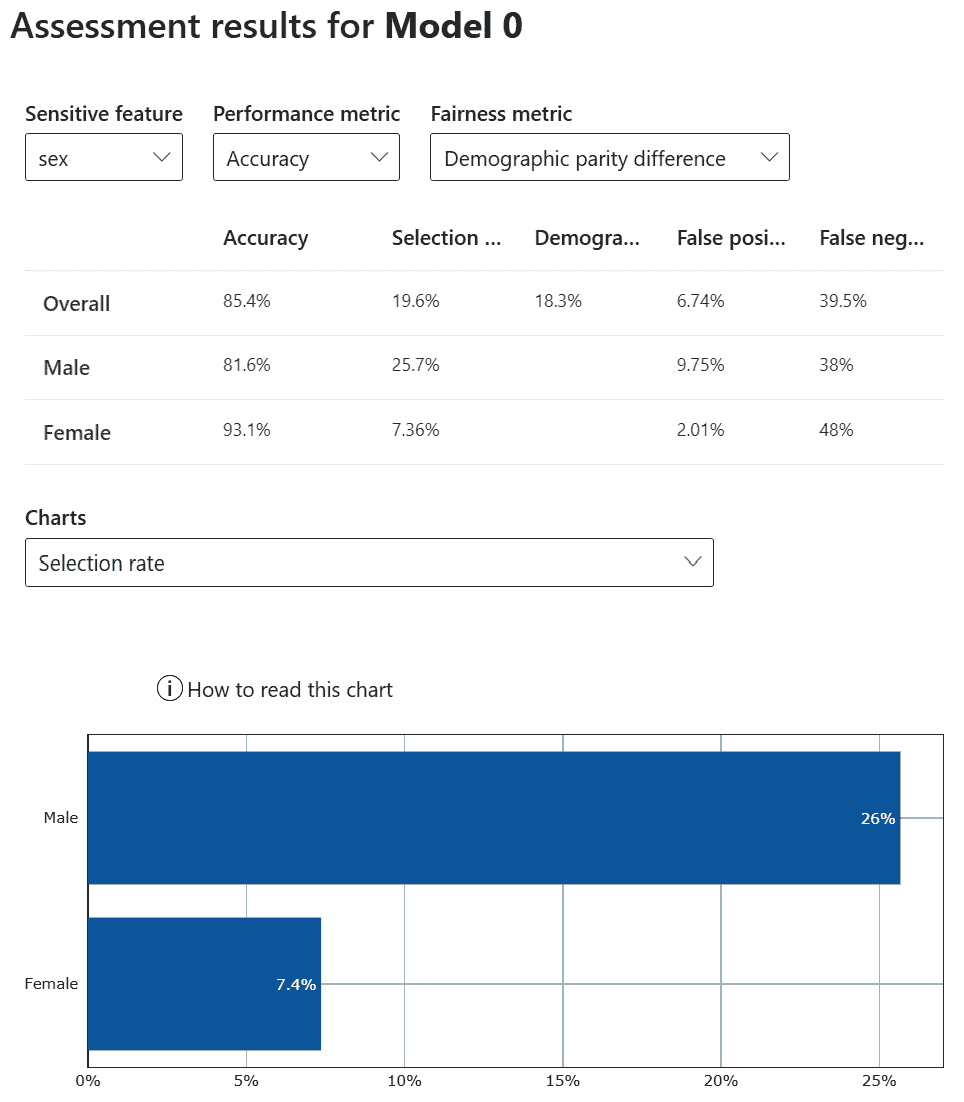 Assessment results for Model 0
Sensitive feature Performance metric Fairness metric
sex Accuracy Demographic parity difference
Accuracy Selection ... Demogra... False posi... False neg...
Overall 85.4% 19.6% 18.3% 6.74% 39.5%
Male 81.6% 25.7% 9.75% 38%
Female 93.1% 7.36% 2.01% 48%
Charts
Selection rate
i How to read this chart
Male 26%
Female 7.4%
0% 5% 10% 15% 20% 25%